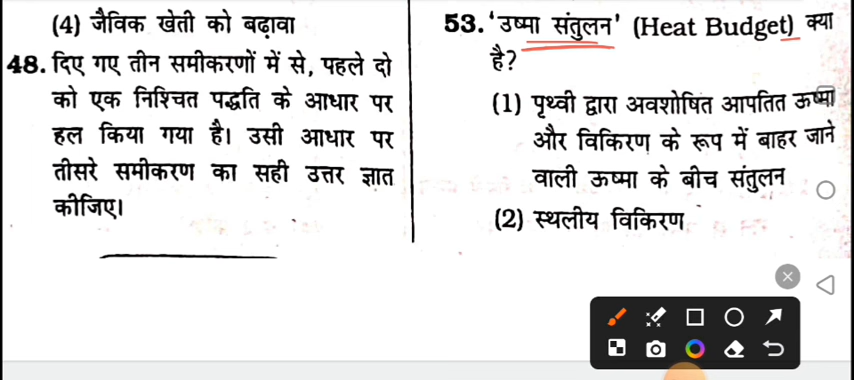 (4) जैविक खेती को बढ़ावा
48. दिए गए तीन समीकरणों में से, पहले दो
को एक निश्चित पद्धति के आधार पर
हल किया गया है। उसी आधार पर
तीसरे समीकरण का सही उत्तर ज्ञात
कीजिए।
53. 'उष्मा संतुलन' (Heat Budget) क्या
है?
(1) पृथ्वी द्वारा अवशोषित आपतित ऊष्मा
और विकिरण के रूप में बाहर जाने
वाली ऊष्मा के बीच संतुलन
(2) स्थलीय विकिरण